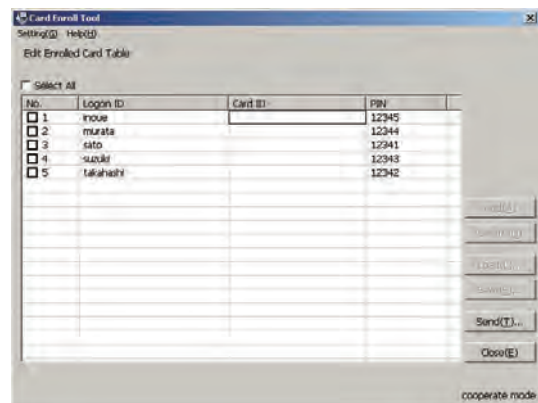 Card Enroll Tool
Setting(G) Help(H)
Edit Enrolled Card Table
Select All
No. Logon ID Card ID PIN
1 inoue 12345
2 murata 12344
3 sato 12341
4 suzuki 12343
5 takahashi 12342
Send(T)...
Close(E)
cooperate mode